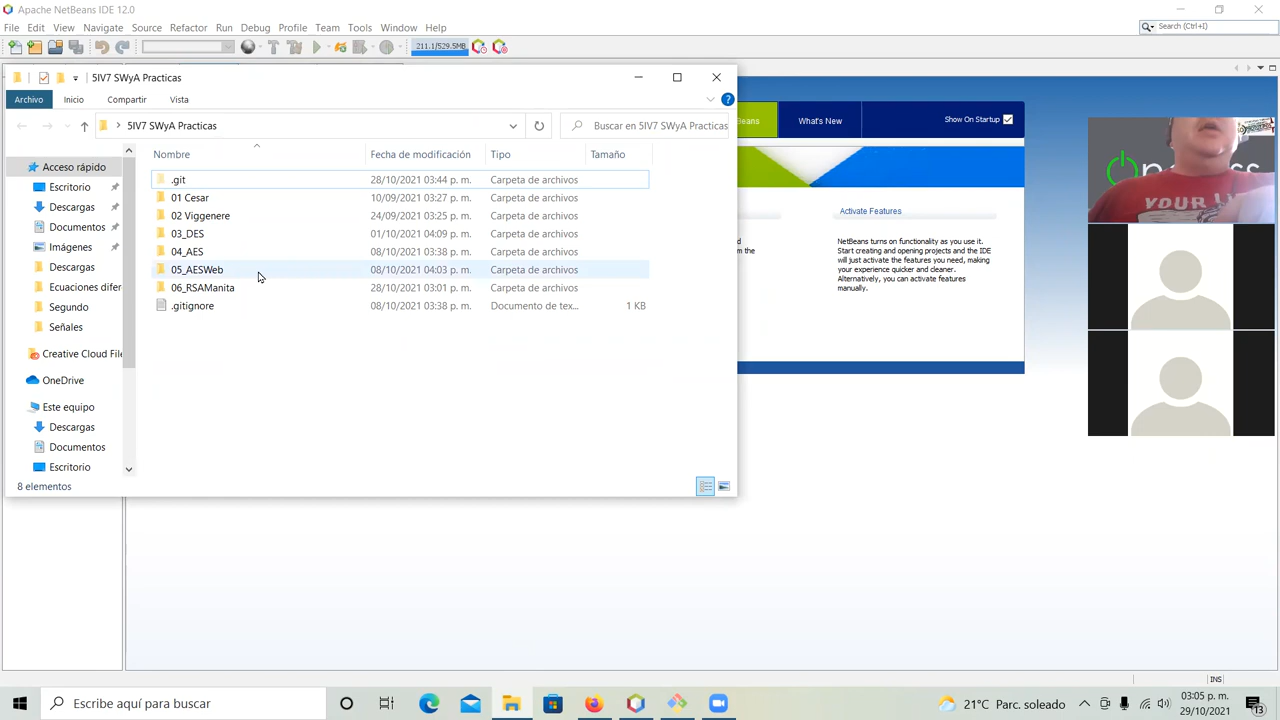 Apache NetBeans IDE 12.0
File Edit View Navigate Source Refactor Run Debug Profile Team Tools Window Help
Search (Ctrl+I)
211.1/529.5MB
5IV7 SWyA Practicas
Archivo Inicio Compartir Vista
5IV7 SWyA Practicas
Buscar en 5IV7 SWyA Practicas
Beans What's New Show On Startup
Nombre Fecha de modificación Tipo Tamaño
Acceso rápido
Escritorio
Descargas
Documentos
Imágenes
Descargas
Ecuaciones difer
Segundo
Señales
Creative Cloud File
OneDrive
Este equipo
Descargas
Documentos
Escritorio
.git 28/10/2021 03:44 p. m. Carpeta de archivos
01 Cesar 10/09/2021 03:27 p. m. Carpeta de archivos
02 Viggenere 24/09/2021 03:25 p. m. Carpeta de archivos
03_DES 01/10/2021 04:09 p. m. Carpeta de archivos
04_AES 08/10/2021 03:38 p. m. Carpeta de archivos
05_AESWeb 08/10/2021 04:03 p. m. Carpeta de archivos
06_RSAManita 28/10/2021 03:01 p. m. Carpeta de archivos
.gitignore 08/10/2021 03:38 p. m. Documento de tex... 1 KB
8 elementos
Activate Features
NetBeans turns on functionality as you use it.
Start creating and opening projects and the IDE
will just activate the features you need, making
your experience quicker and cleaner.
Alternatively, you can activate features
manually.
d
om the
YOUR
INS
Escribe aquí para buscar
21°C Parc. soleado
03:05 p. m.
29/10/2021
13